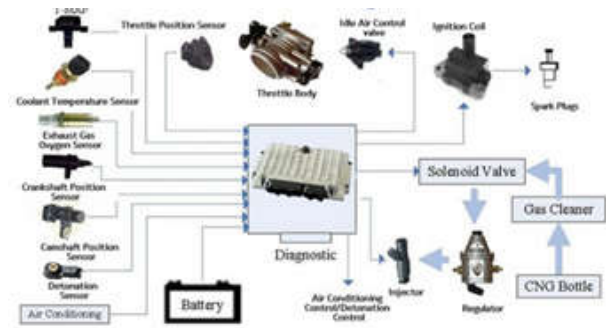 Throttle Position Sensor
Idle Air Control
valve
Ignition Coil
Throttle Body
Spark Plugs
Coolant Temperature Sensor
Exhaust Gas
Oxygen Sensor
Crankshaft Position
Sensor
Camshaft Position
Sensor
Detonation
Sensor
Air Conditioning
Battery
Diagnostic
Air Conditioning
Control/Detonation
Control
Injector
Regulator
Solenoid Valve
Gas Cleaner
CNG Bottle